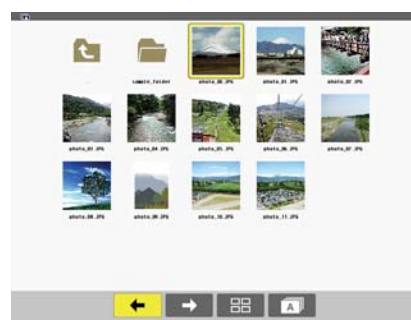 ..
sample_folder
photo_00.JPG
photo_01.JPG
photo_02.JPG
photo_03.JPG
photo_04.JPG
photo_05.JPG
photo_06.JPG
photo_07.JPG
photo_08.JPG
photo_09.JPG
photo_10.JPG
photo_11.JPG
A